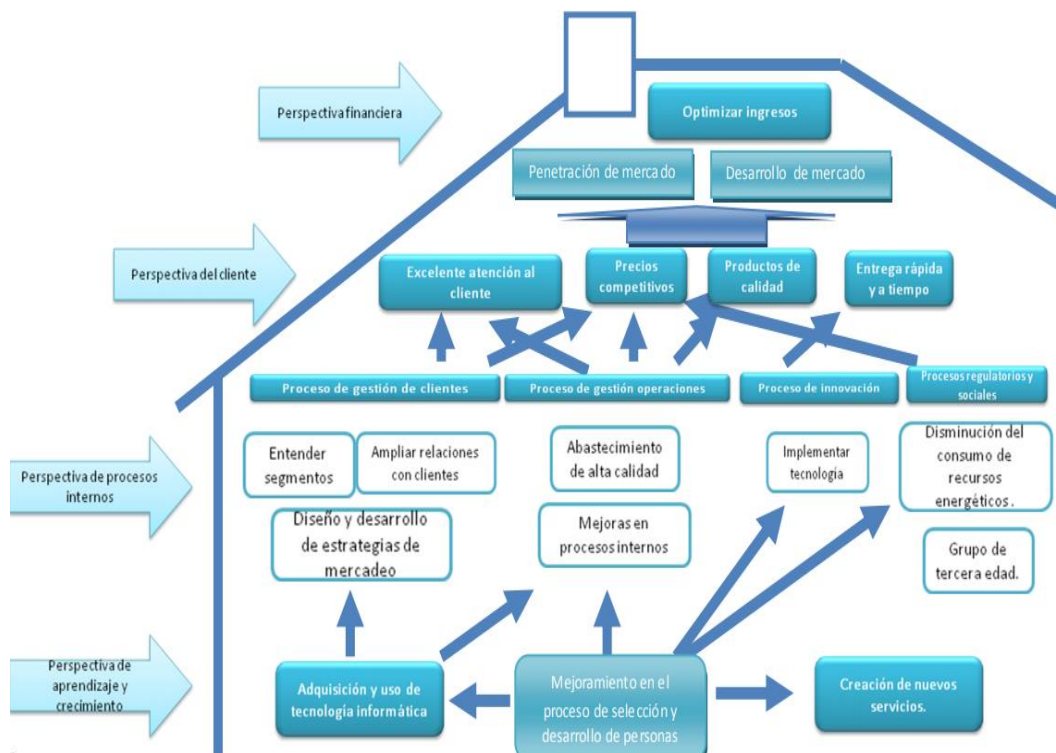 Perspectiva financiera
Optimizar ingresos
Penetración de mercado
Desarrollo de mercado
Perspectiva del cliente
Excelente atención al
cliente
Precios
competitivos
Productos de
calidad
Entrega rápida
y a tiempo
Proceso de gestión de clientes
Proceso de gestión operaciones
Proceso de innovación
Procesos regulatorios y
sociales
Perspectiva de procesos
internos
Entender
segmentos
Ampliar relaciones
con clientes
Diseño y desarrollo
de estrategias de
mercadeo
Abastecimiento
de alta calidad
Mejoras en
procesos internos
Implementar
tecnología
Disminución del
consumo de
recursos
energéticos .
Grupo de
tercera edad.
Perspectiva de
aprendizaje y
crecimiento
Adquisición y uso de
tecnología informática
Mejoramiento en el
proceso de selección y
desarrollo de personas
Creación de nuevos
servicios.